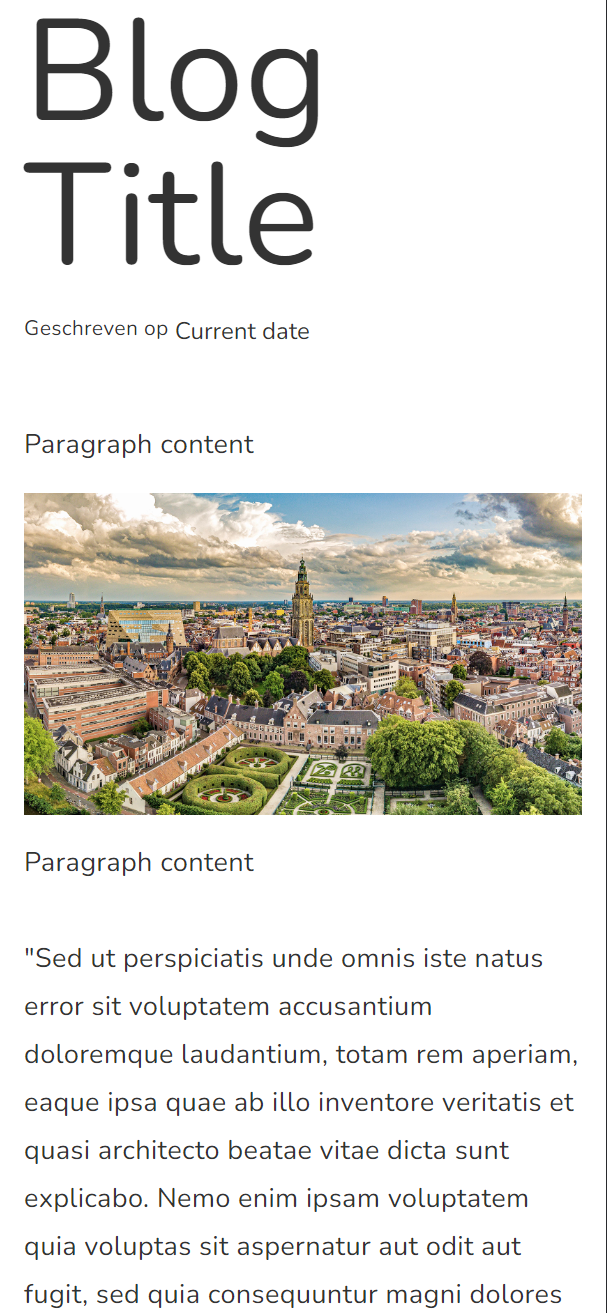 Blog
Title
Geschreven op Current date
Paragraph content
Paragraph content
"Sed ut perspiciatis unde omnis iste natus
error sit voluptatem accusantium
doloremque laudantium, totam rem aperiam,
eaque ipsa quae ab illo inventore veritatis et
quasi architecto beatae vitae dicta sunt
explicabo. Nemo enim ipsam voluptatem
quia voluptas sit aspernatur aut odit aut
fugit, sed quia consequuntur magni dolores